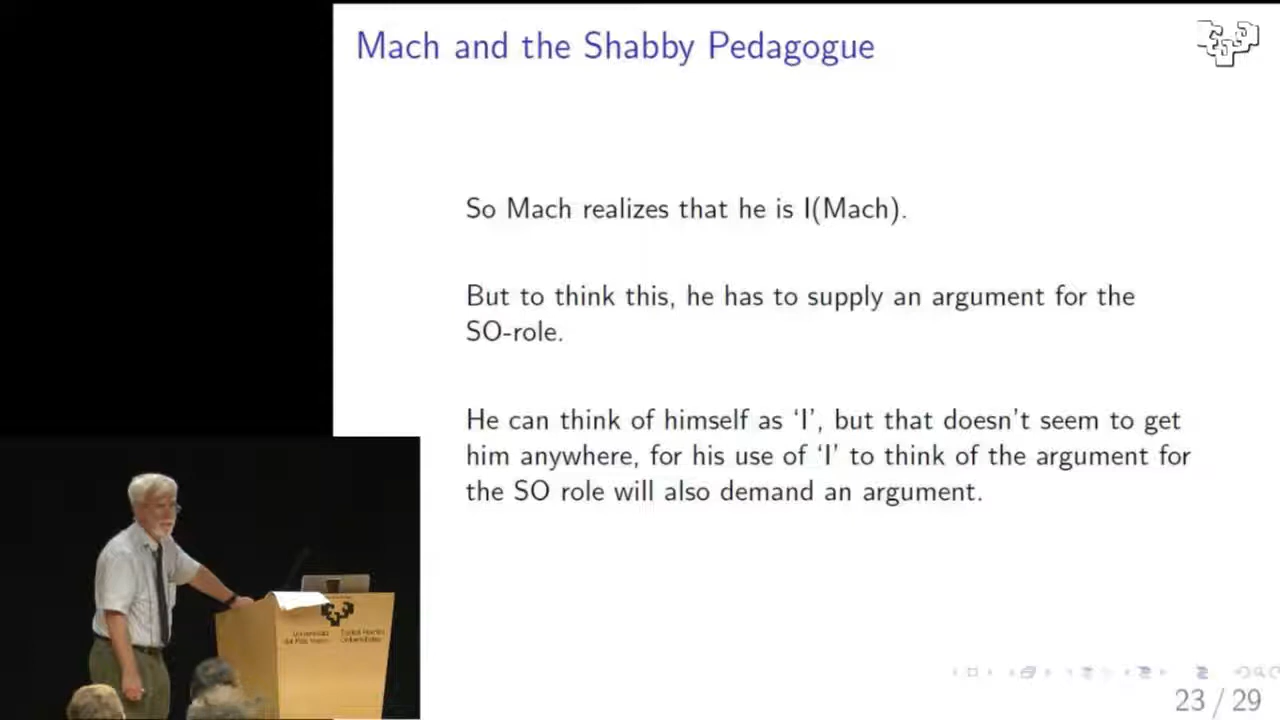 Mach and the Shabby Pedagogue
So Mach realizes that he is I(Mach).
But to think this, he has to supply an argument for the
SO-role.
He can think of himself as ‘I’, but that doesn’t seem to get
him anywhere, for his use of ‘I’ to think of the argument for
the SO role will also demand an argument.
23 / 29